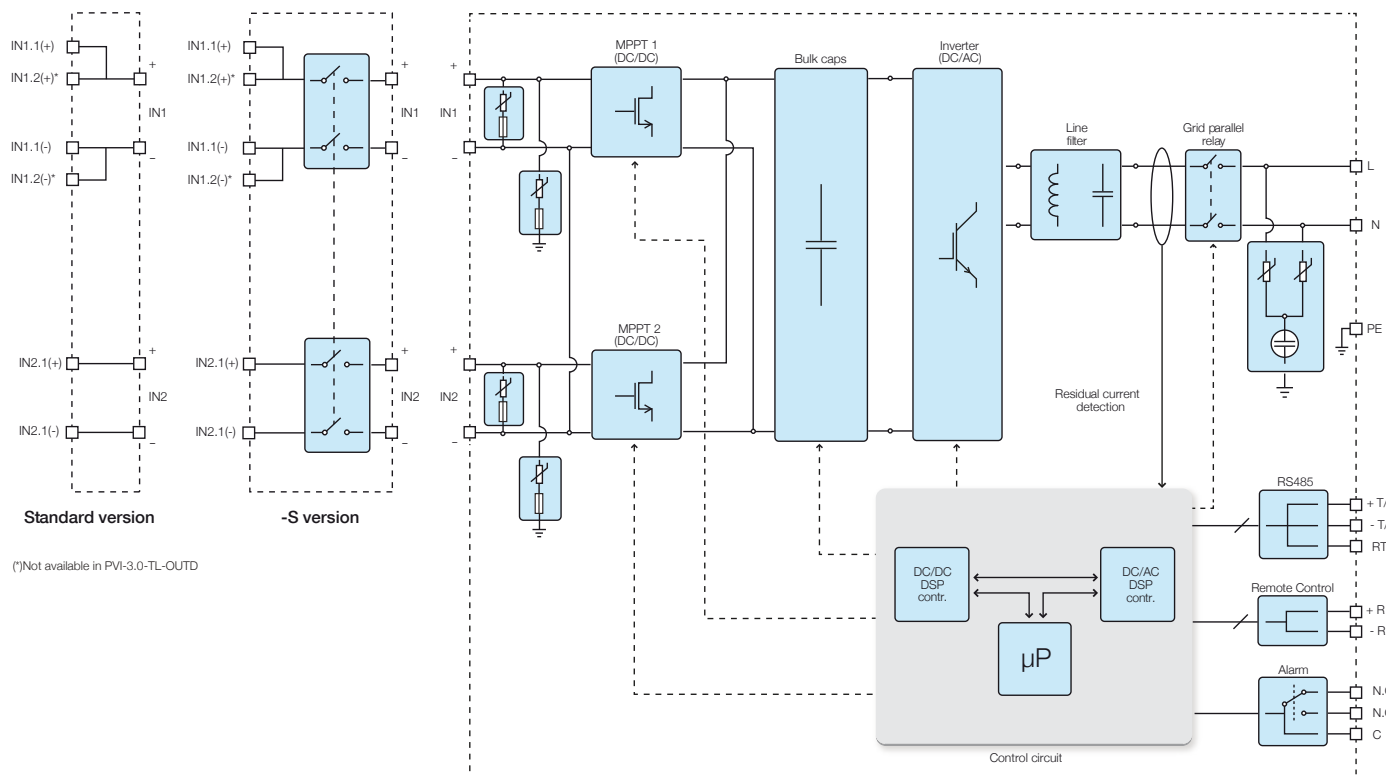 IN1.1(+)
IN1.2(+)*
+
IN1
IN1.1(-)
IN1.2(-)*
−
IN2.1(+)
+
IN2
IN2.1(-)
−
Standard version
IN1.1(+)
IN1.2(+)*
+
IN1
IN1.1(-)
IN1.2(-)*
−
IN2.1(+)
+
IN2
IN2.1(-)
−
-S version
(*)Not available in PVI-3.0-TL-OUTD
+
IN1
−
+
IN2
−
MPPT 1
(DC/DC)
MPPT 2
(DC/DC)
Bulk caps
Inverter
(DC/AC)
Line
filter
Grid parallel
relay
L
N
PE
Residual current
detection
DC/DC
DSP
contr.
DC/AC
DSP
contr.
µP
Control circuit
RS485
+ T/
- T/
RT
Remote Control
+ R
- R
Alarm
N.
N.
C